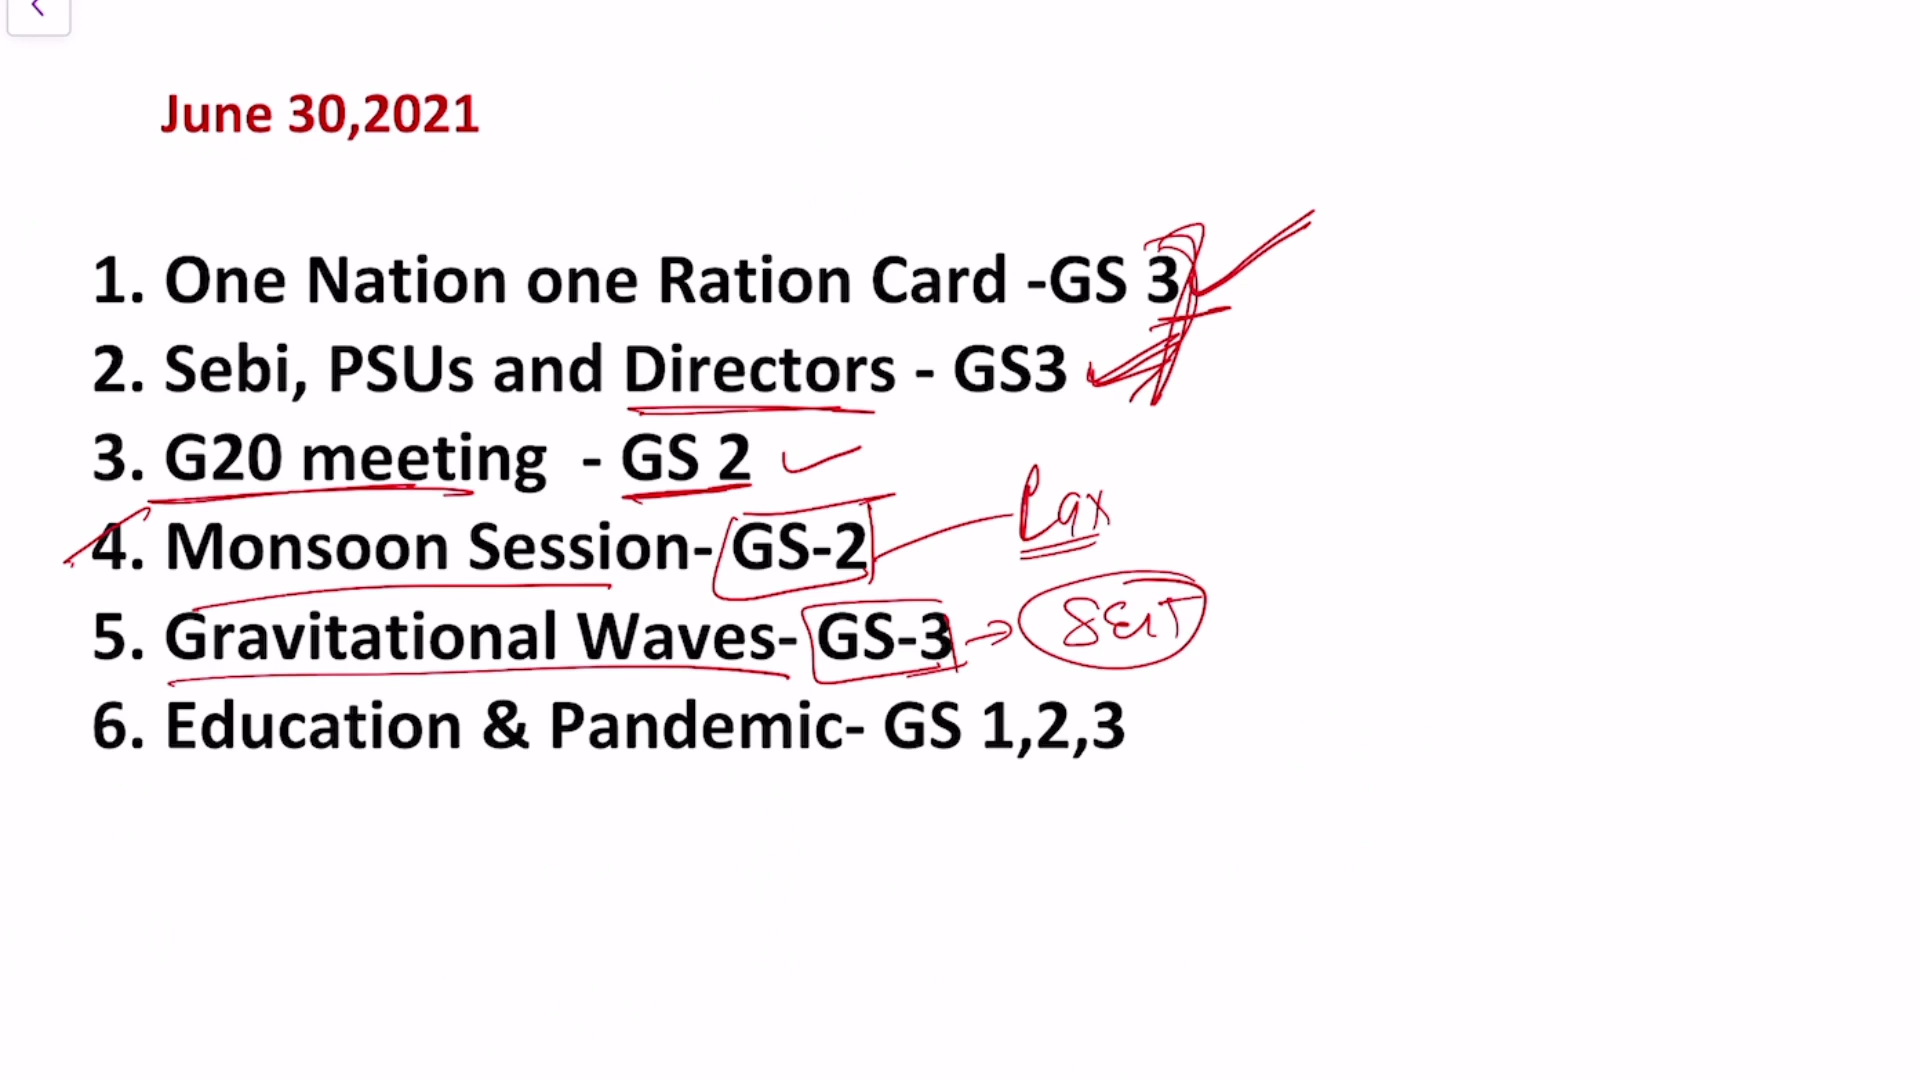 June 30,2021
1. One Nation one Ration Card -GS 3
2. Sebi, PSUs and Directors - GS3
3. G20 meeting - GS 2
4. Monsoon Session- GS-2
5. Gravitational Waves- GS-3
6. Education & Pandemic- GS 1,2,3